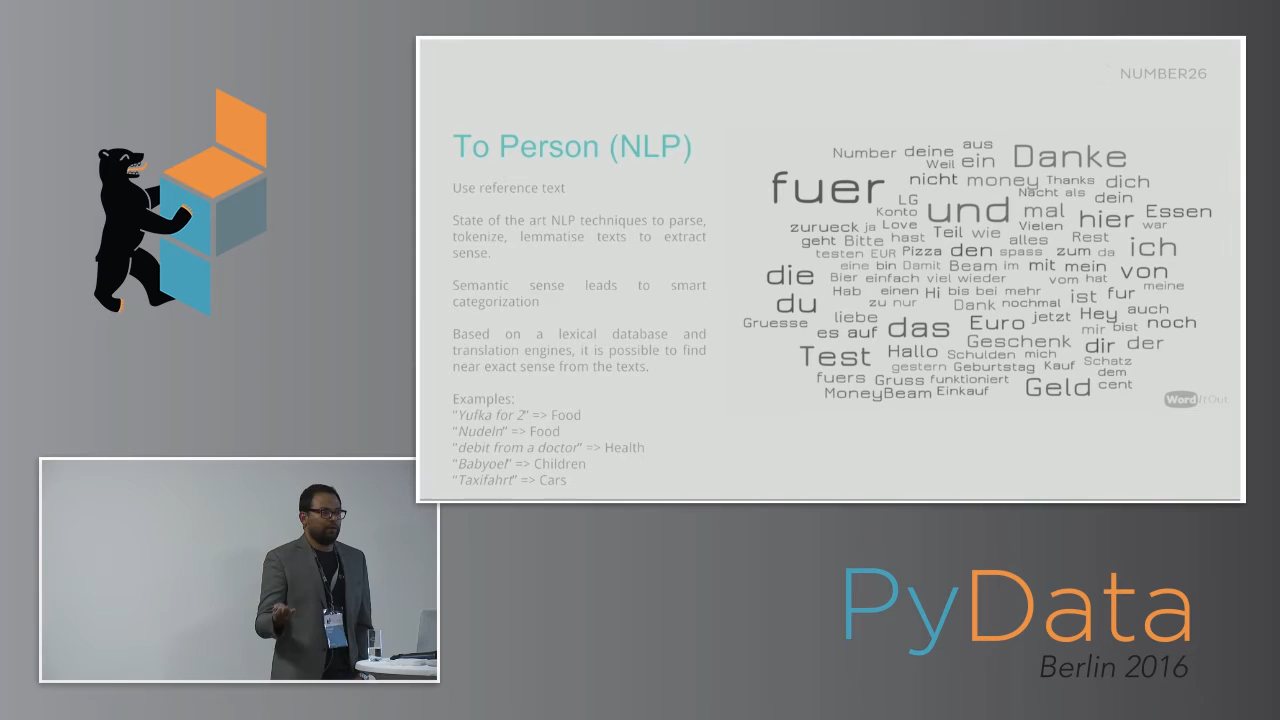 NUMBER26
To Person (NLP)
Use reference text
State of the art NLP techniques to parse,
tokenize, lemmatise texts to extract
sense.
Semantic sense leads to smart
categorization
Based on a lexical database and
translation engines, it is possible to find
near exact sense from the texts.
Examples:
"Yufka for 2" => Food
"Nudeln" => Food
"debit from a doctor" => Health
"Babyoel" => Children
"Taxifahrt" => Cars
Number deine aus
Weil ein Danke
fuer nicht money Thanks dich
Nacht als
LG dein
Konto und mal hier Essen
zurueck ja Love Teil wie Vielen war
geht Bitte hast den alles Rest ich
testen EUR Pizza spass zum da
die eine bin Damit Beam im mit mein von
Bier einfach viel wieder vom hat meine
du Hab einen Hi bis bei mehr ist fur
zu nur Dank nochmal auch
Gruesse liebe das Euro jetzt Hey noch
es auf mir bist
Test Hallo Geschenk dir der
Schulden mich Schatz
gestern Geburtstag Kauf dem
fuers Gruss funktioniert Geld cent
MoneyBeam Einkauf
WordItOut
PyData
Berlin 2016